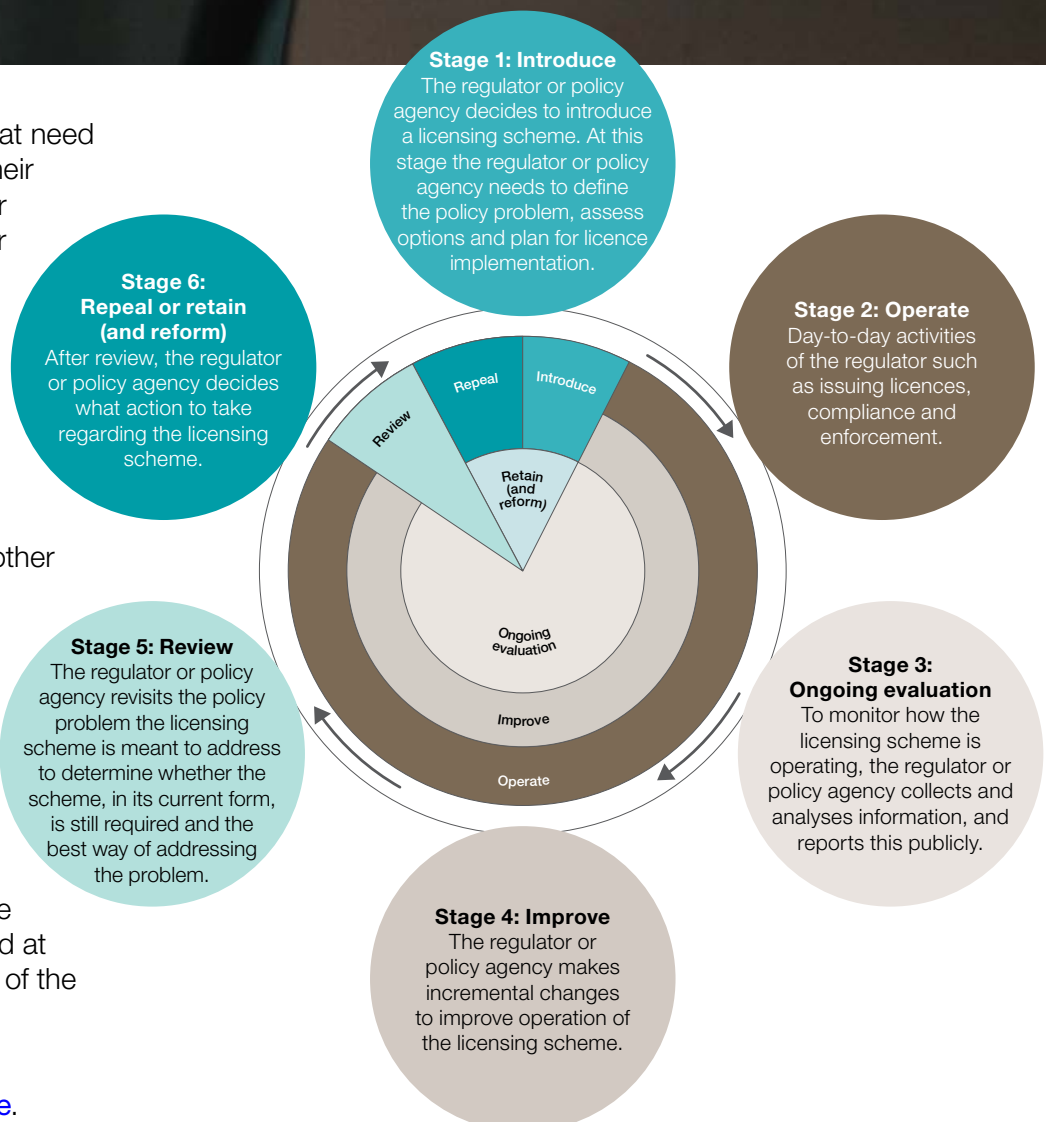 at need
heir
r
r
other
e
d at
of the
e.
Stage 1: Introduce
The regulator or policy
agency decides to introduce
a licensing scheme. At this
stage the regulator or policy
agency needs to define
the policy problem, assess
options and plan for licence
implementation.
Stage 2: Operate
Day-to-day activities
of the regulator such
as issuing licences,
compliance and
enforcement.
Stage 3:
Ongoing evaluation
To monitor how the
licensing scheme is
operating, the regulator or
policy agency collects and
analyses information, and
reports this publicly.
Stage 4: Improve
The regulator or
policy agency makes
incremental changes
to improve operation of
the licensing scheme.
Stage 5: Review
The regulator or policy
agency revisits the policy
problem the licensing
scheme is meant to address
to determine whether the
scheme, in its current form,
is still required and the
best way of addressing
the problem.
Stage 6:
Repeal or retain
(and reform)
After review, the regulator
or policy agency decides
what action to take
regarding the licensing
scheme.
Repeal
Introduce
Review
Retain
(and
reform)
Ongoing
evaluation
Improve
Operate